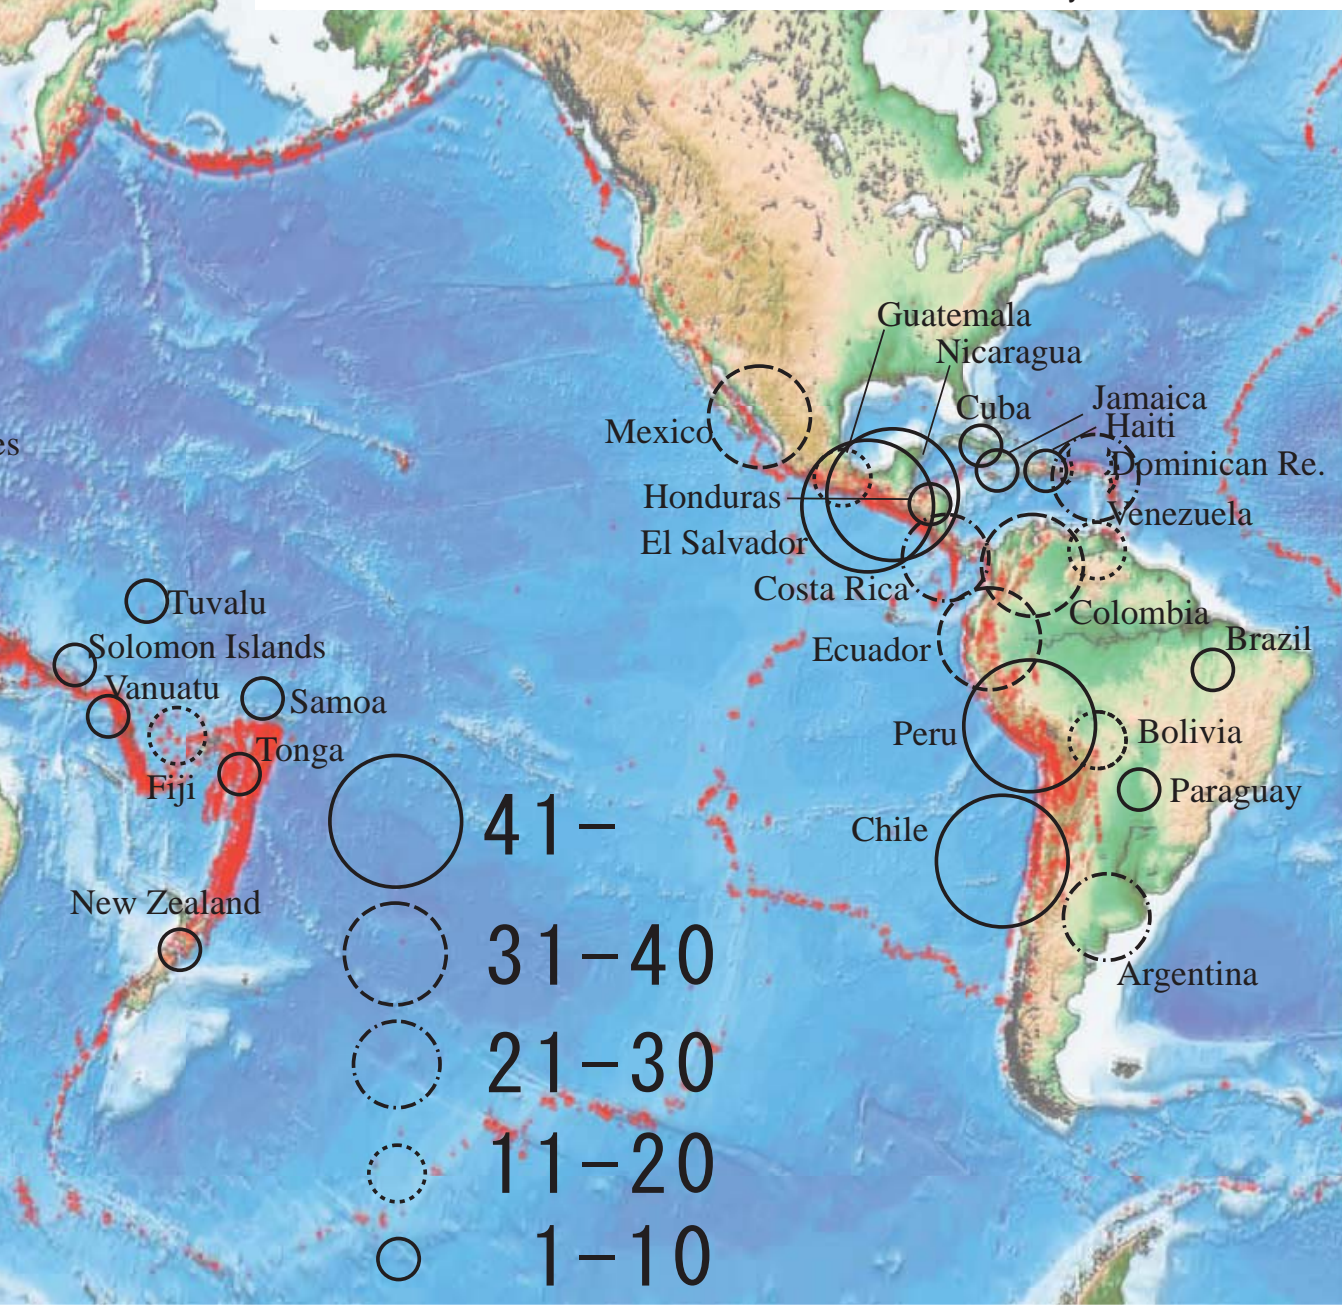 Guatemala
Nicaragua
Cuba
Jamaica
Haiti
Mexico
es
Dominican Re.
Honduras
Venezuela
El Salvador
Costa Rica
Tuvalu
Colombia
Solomon Islands
Ecuador
Brazil
Vanuatu
Samoa
Peru
Bolivia
Tonga
Fiji
Paraguay
41-
Chile
New Zealand
31-40
Argentina
21-30
11-20
1-10